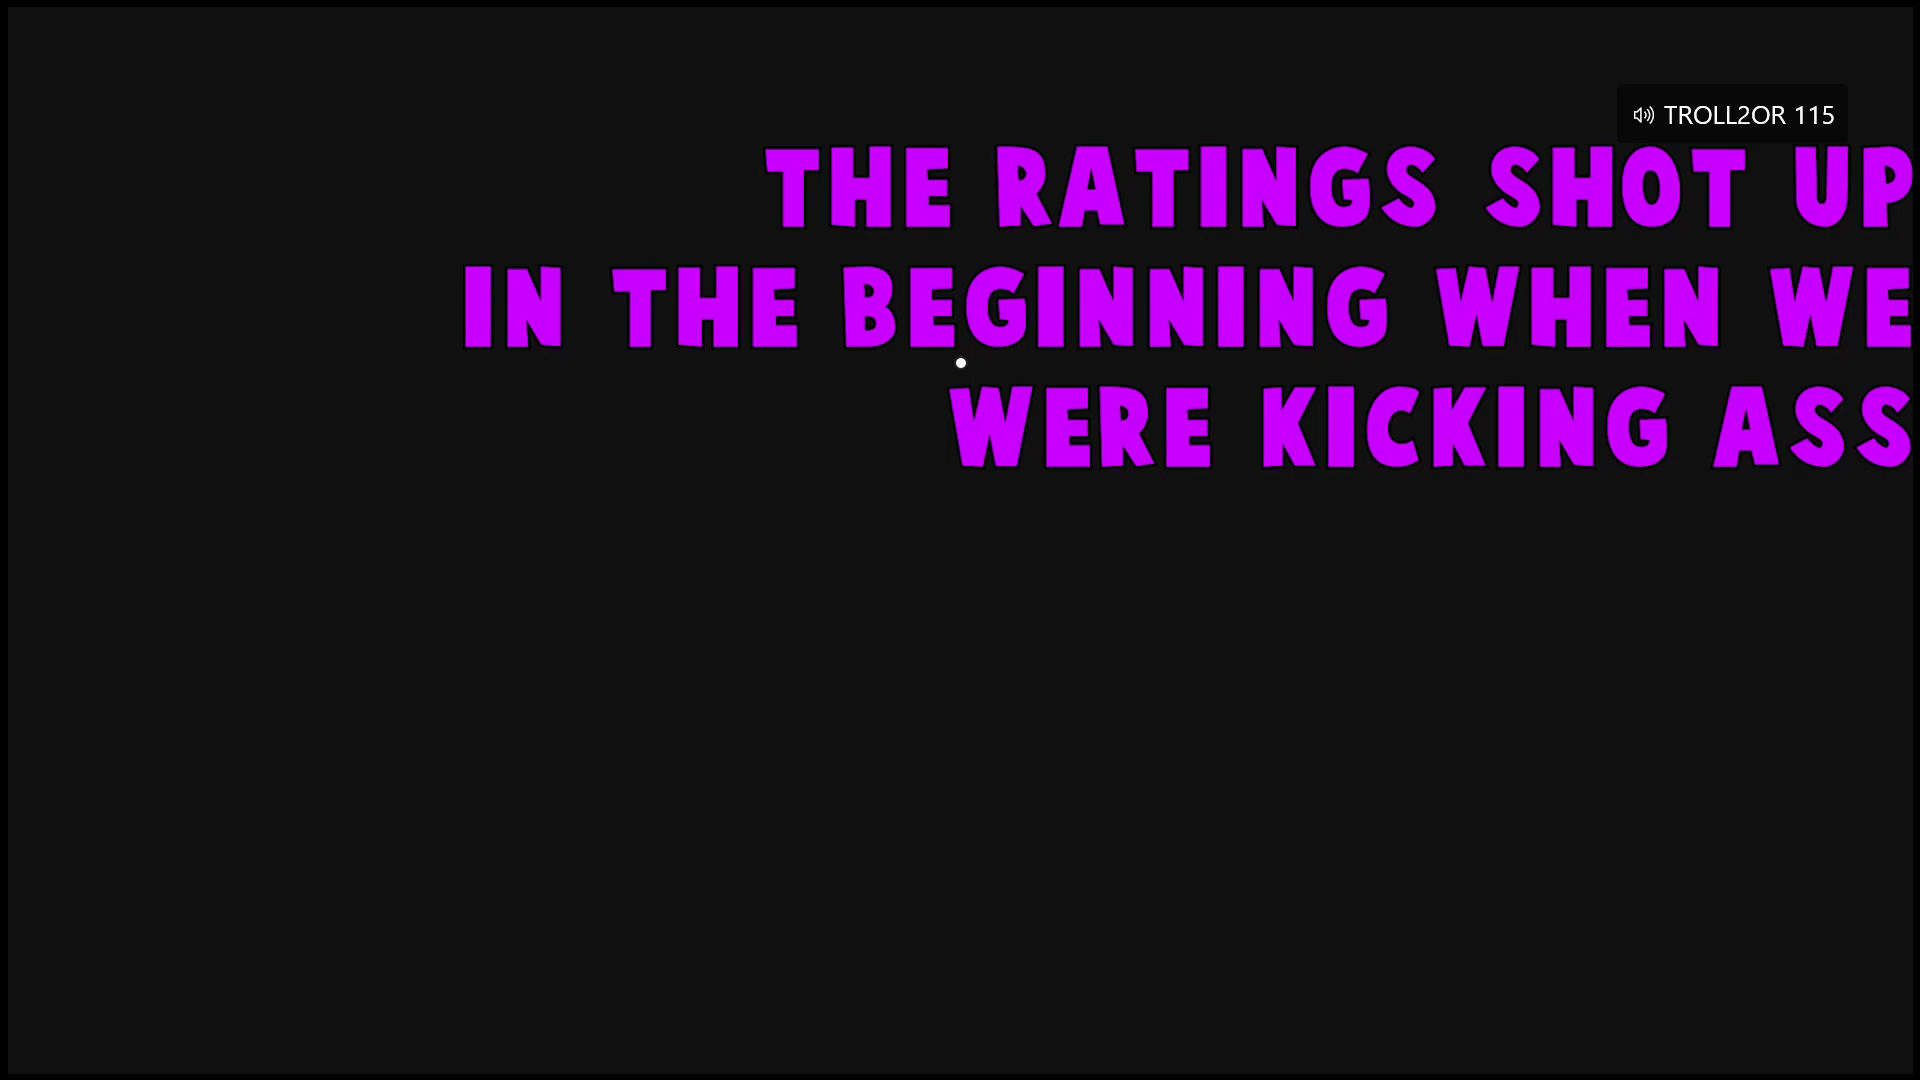 TROLL2OR 115
THE RATINGS SHOT UP
IN THE BEGINNING WHEN WE
WERE KICKING ASS